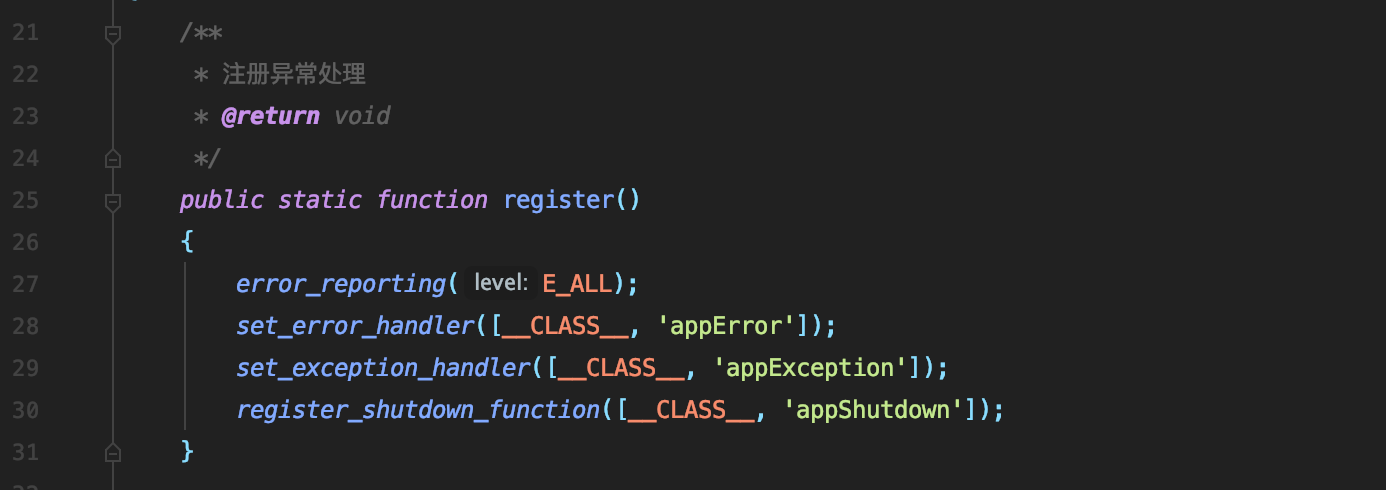 21 /**
22 * 注册异常处理
23 * @return void
24 */
25 public static function register()
26 {
27 error_reporting( level: E_ALL);
28 set_error_handler([__CLASS__, 'appError']);
29 set_exception_handler([__CLASS__, 'appException']);
30 register_shutdown_function([__CLASS__, 'appShutdown']);
31 }